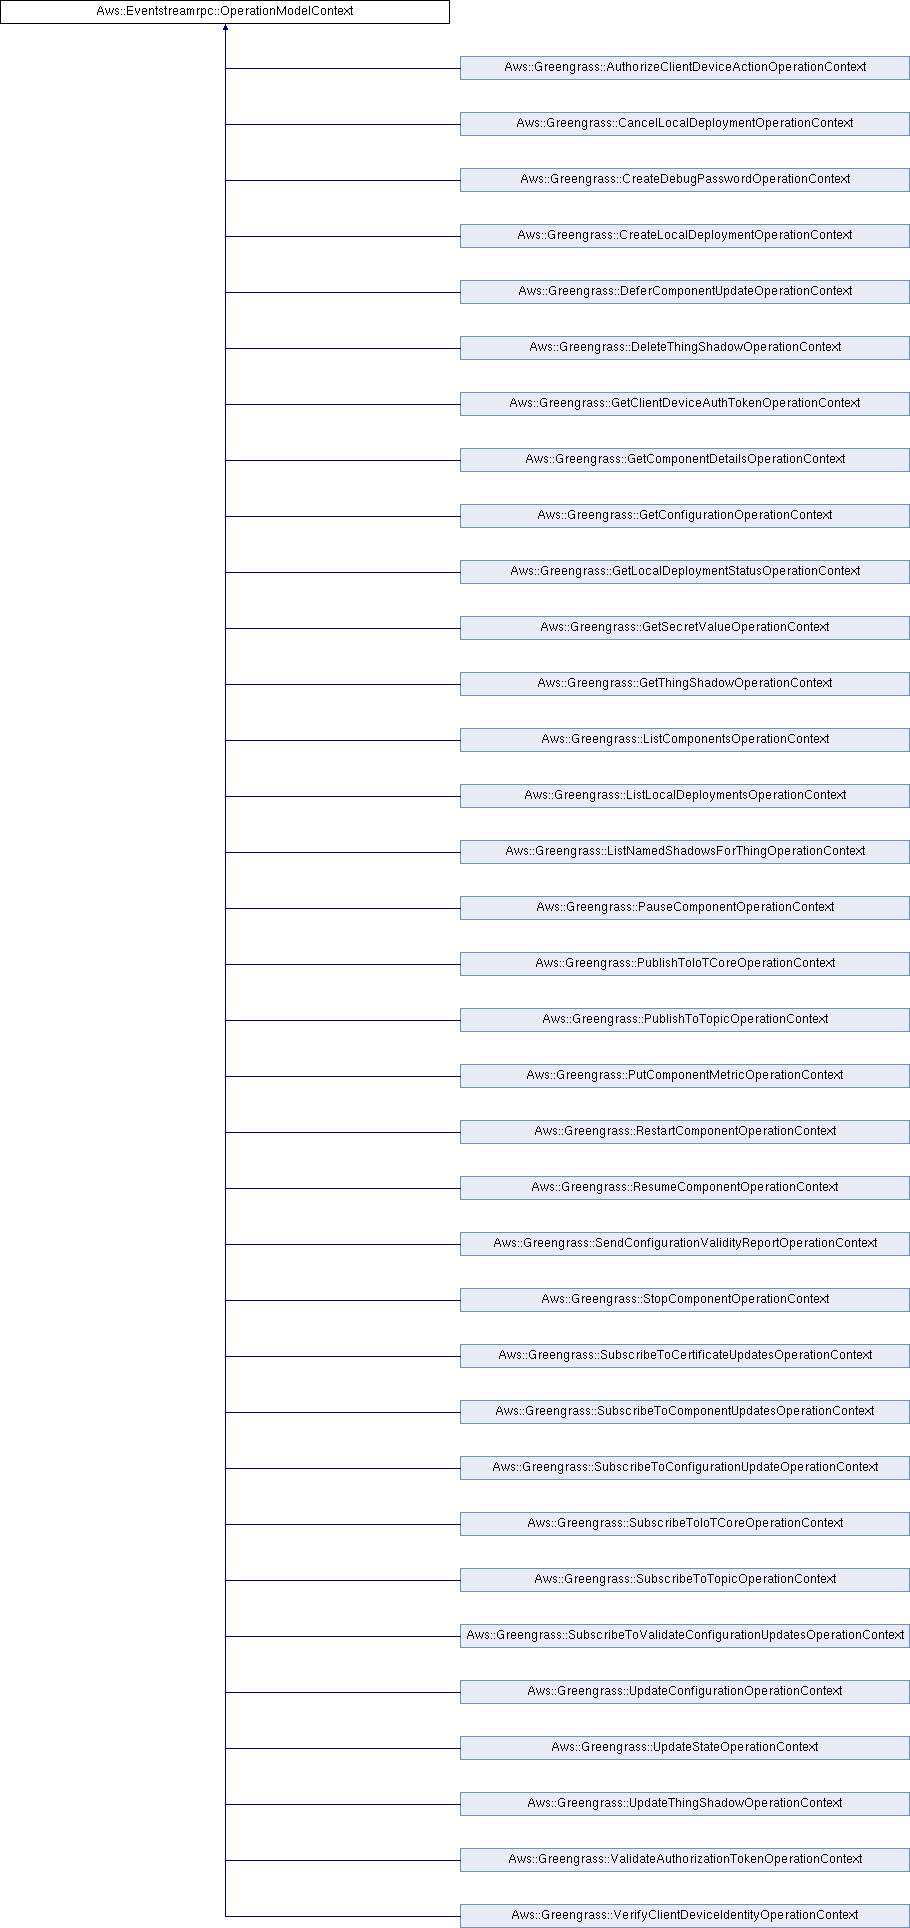 Aws::Eventstreamrpc::OperationModelContext
Aws::Greengrass::AuthorizeClientDeviceActionOperationContext
Aws::Greengrass::CancelLocalDeploymentOperationContext
Aws::Greengrass::CreateDebugPasswordOperationContext
Aws::Greengrass::CreateLocalDeploymentOperationContext
Aws::Greengrass::DeferComponentUpdateOperationContext
Aws::Greengrass::DeleteThingShadowOperationContext
Aws::Greengrass::GetClientDeviceAuthTokenOperationContext
Aws::Greengrass::GetComponentDetailsOperationContext
Aws::Greengrass::GetConfigurationOperationContext
Aws::Greengrass::GetLocalDeploymentStatusOperationContext
Aws::Greengrass::GetSecretValueOperationContext
Aws::Greengrass::GetThingShadowOperationContext
Aws::Greengrass::ListComponentsOperationContext
Aws::Greengrass::ListLocalDeploymentsOperationContext
Aws::Greengrass::ListNamedShadowsForThingOperationContext
Aws::Greengrass::PauseComponentOperationContext
Aws::Greengrass::PublishToIoTCoreOperationContext
Aws::Greengrass::PublishToTopicOperationContext
Aws::Greengrass::PutComponentMetricOperationContext
Aws::Greengrass::RestartComponentOperationContext
Aws::Greengrass::ResumeComponentOperationContext
Aws::Greengrass::SendConfigurationValidityReportOperationContext
Aws::Greengrass::StopComponentOperationContext
Aws::Greengrass::SubscribeToCertificateUpdatesOperationContext
Aws::Greengrass::SubscribeToComponentUpdatesOperationContext
Aws::Greengrass::SubscribeToConfigurationUpdateOperationContext
Aws::Greengrass::SubscribeToIoTCoreOperationContext
Aws::Greengrass::SubscribeToTopicOperationContext
Aws::Greengrass::SubscribeToValidateConfigurationUpdatesOperationContext
Aws::Greengrass::UpdateConfigurationOperationContext
Aws::Greengrass::UpdateStateOperationContext
Aws::Greengrass::UpdateThingShadowOperationContext
Aws::Greengrass::ValidateAuthorizationTokenOperationContext
Aws::Greengrass::VerifyClientDeviceIdentityOperationContext